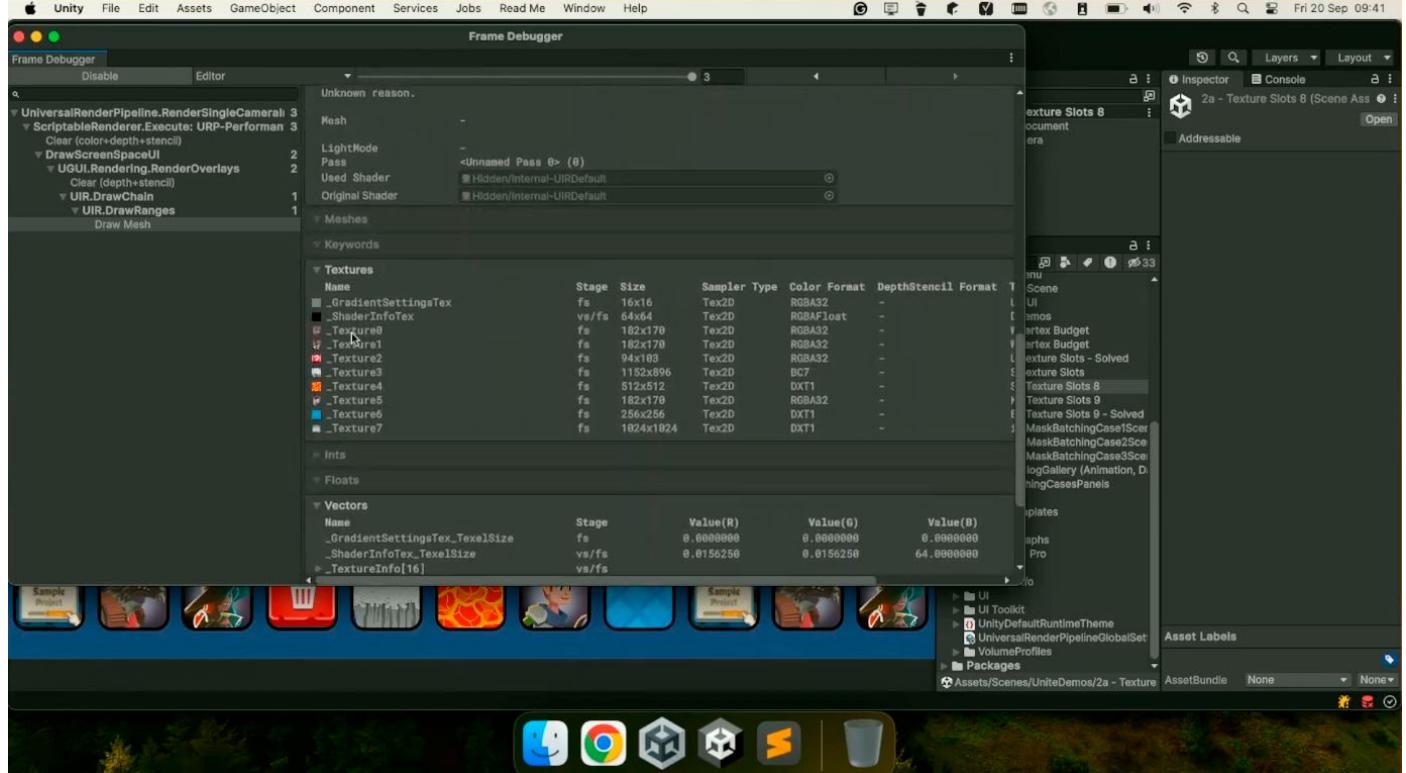 Unity File Edit Assets GameObject Component Services Jobs Read Me Window Help Fri 20 Sep 09:41
Frame Debugger
Frame Debugger
Disable Editor 3
UniversalRenderPipeline.RenderSingleCameraI 3
ScriptableRenderer.Execute: URP-Performan 3
Clear (color+depth+stencil)
DrawScreenSpaceUI 2
UGUI.Rendering.RenderOverlays 2
Clear (depth+stencil)
UIR.DrawChain 1
UIR.DrawRanges 1
Draw Mesh
Unknown reason.
Mesh -
LightMode -
Pass <Unnamed Pass 0> (0)
Used Shader Hidden/Internal-UIRDefault
Original Shader Hidden/Internal-UIRDefault
Meshes
Keywords
Textures
Name Stage Size Sampler Type Color Format DepthStencil Format
_GradientSettingsTex fs 16x16 Tex2D RGBA32 -
_ShaderInfoTex vs/fs 64x64 Tex2D RGBAFloat -
_Texture0 fs 182x170 Tex2D RGBA32 -
_Texture1 fs 182x170 Tex2D RGBA32 -
_Texture2 fs 94x103 Tex2D RGBA32 -
_Texture3 fs 1152x896 Tex2D BC7 -
_Texture4 fs 512x512 Tex2D DXT1 -
_Texture5 fs 182x170 Tex2D RGBA32 -
_Texture6 fs 256x256 Tex2D DXT1 -
_Texture7 fs 1024x1024 Tex2D DXT1 -
Ints
Floats
Vectors
Name Stage Value(R) Value(G) Value(B)
_GradientSettingsTex_TexelSize fs 0.0000000 0.0000000 0.0000000
_ShaderInfoTex_TexelSize vs/fs 0.0156250 0.0156250 64.0000000
_TextureInfo[16] vs/fs
Sample Project
Sample Project
exture Slots 8
ocument
era
33
enu
Scene
UI
emos
ertex Budget
ertex Budget
exture Slots - Solved
exture Slots
Texture Slots 8
Texture Slots 9
Texture Slots 9 - Solved
MaskBatchingCase1Scer
MaskBatchingCase2Sce
MaskBatchingCase3Sce
logGallery (Animation, D
hingCasesPanels
mplates
aphs
Pro
fo
UI
UI Toolkit
UnityDefaultRuntimeTheme
UniversalRenderPipelineGlobalSet
VolumeProfiles
Packages
Assets/Scenes/UniteDemos/2a - Texture
Layers Layout
Inspector Console
2a - Texture Slots 8 (Scene Ass
Open
Addressable
Asset Labels
AssetBundle None None